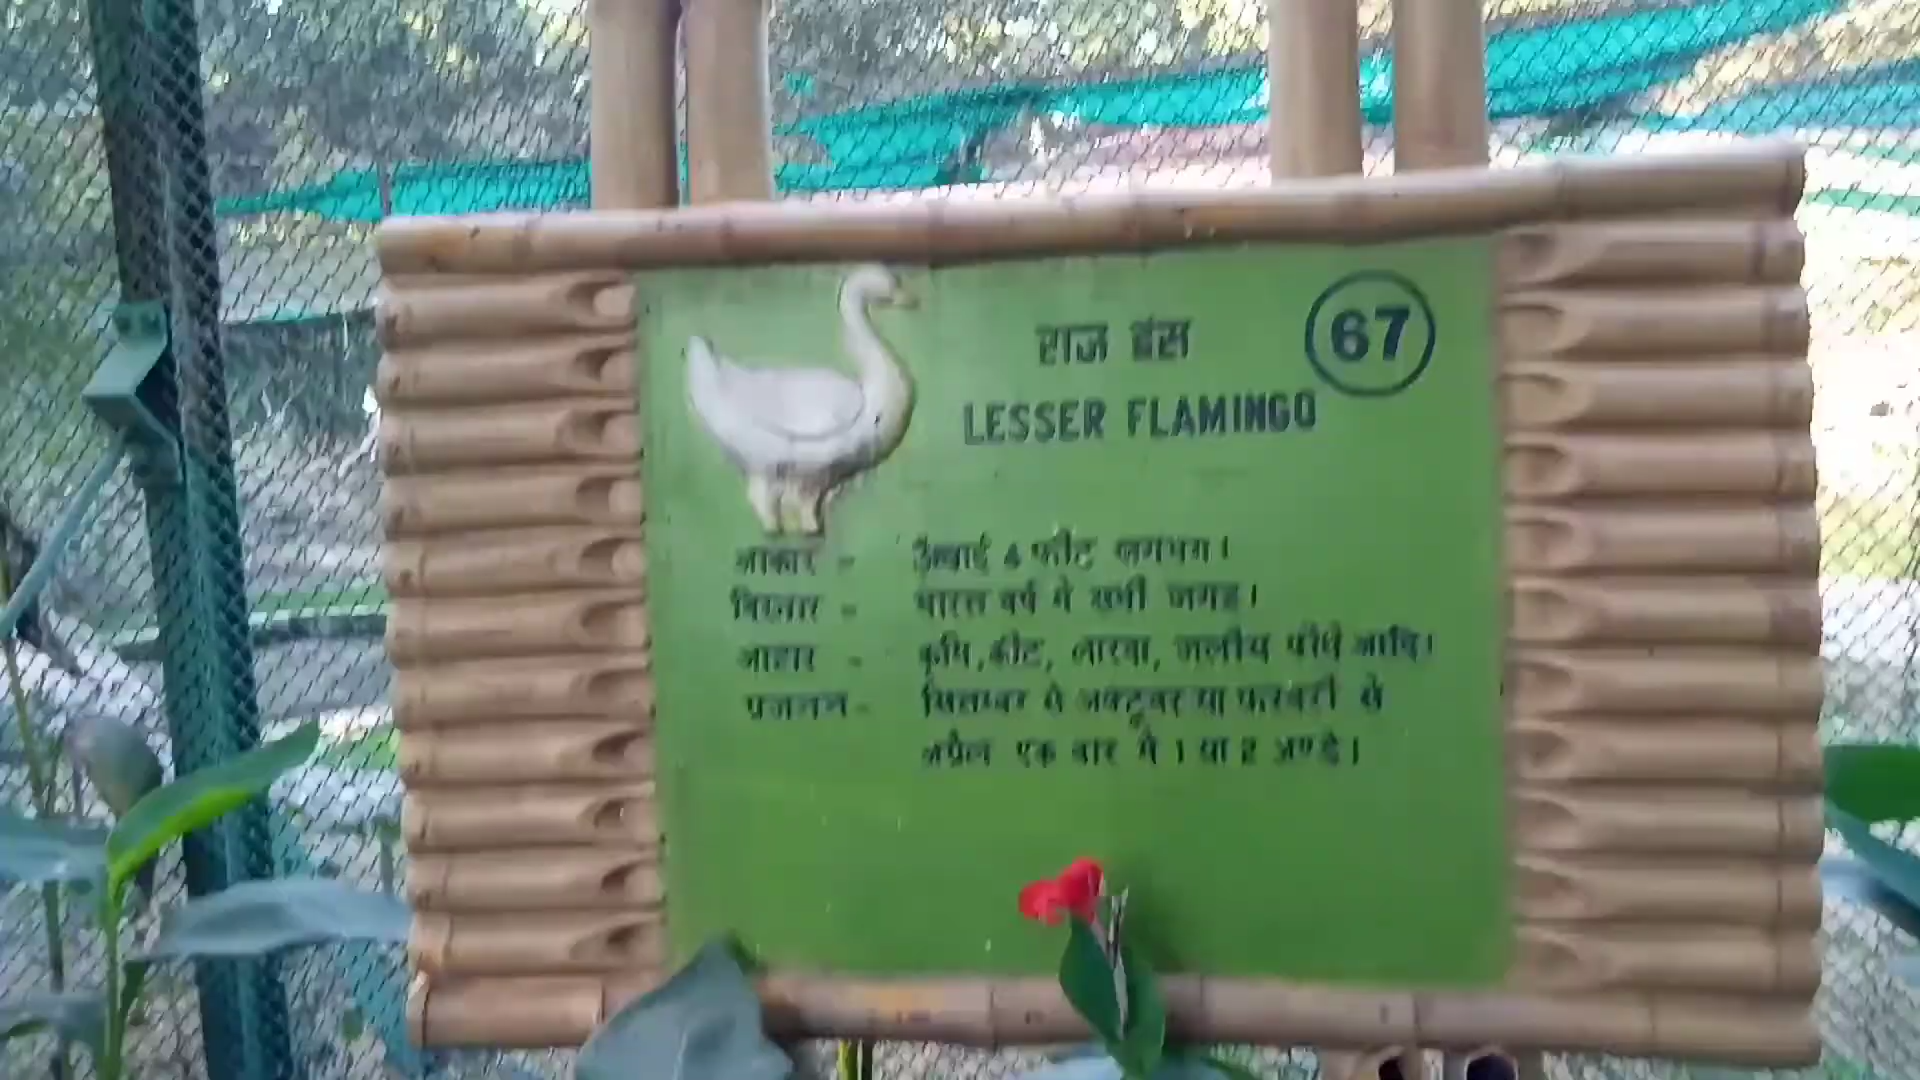 राज हंस
67
LESSER FLAMINGO
आकार - ऊँचाई 4 फीट लगभग।
विस्तार - भारत वर्ष में सभी जगह।
आहार - कृमि, कीट, लारवा, जलीय पौधे आदि।
प्रजनन - सितम्बर से अक्टूबर या फरवरी से
अप्रैल एक बार में 1 या 2 अण्डे।